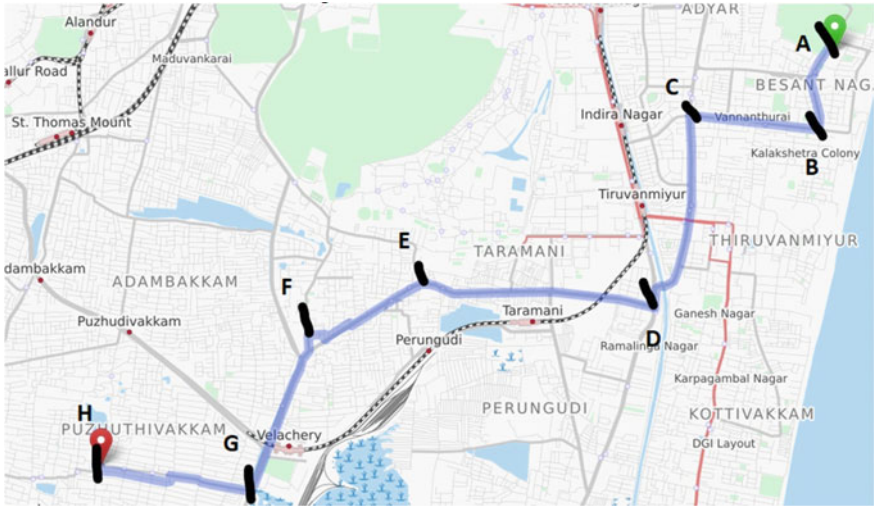 ADYAR
Alandur
A
Maduvankarai
allur Road
BESANT NAGA
C
St. Thomas Mount
Indira Nagar
Vannanthurai
Kalakshetra Colony
B
Tiruvanmiyur
E
TARAMANI
THIRUVANMIYUR
dambakkam
ADAMBAKKAM
F
Taramani
Ganesh Nagar
Puzhudivakkam
Perungudi
D
Ramalinga Nagar
Karpagambal Nagar
H
PERUNGUDI
KOTTIVAKKAM
PUZHUTHIVAKKAM
G
Velachery
DGI Layout